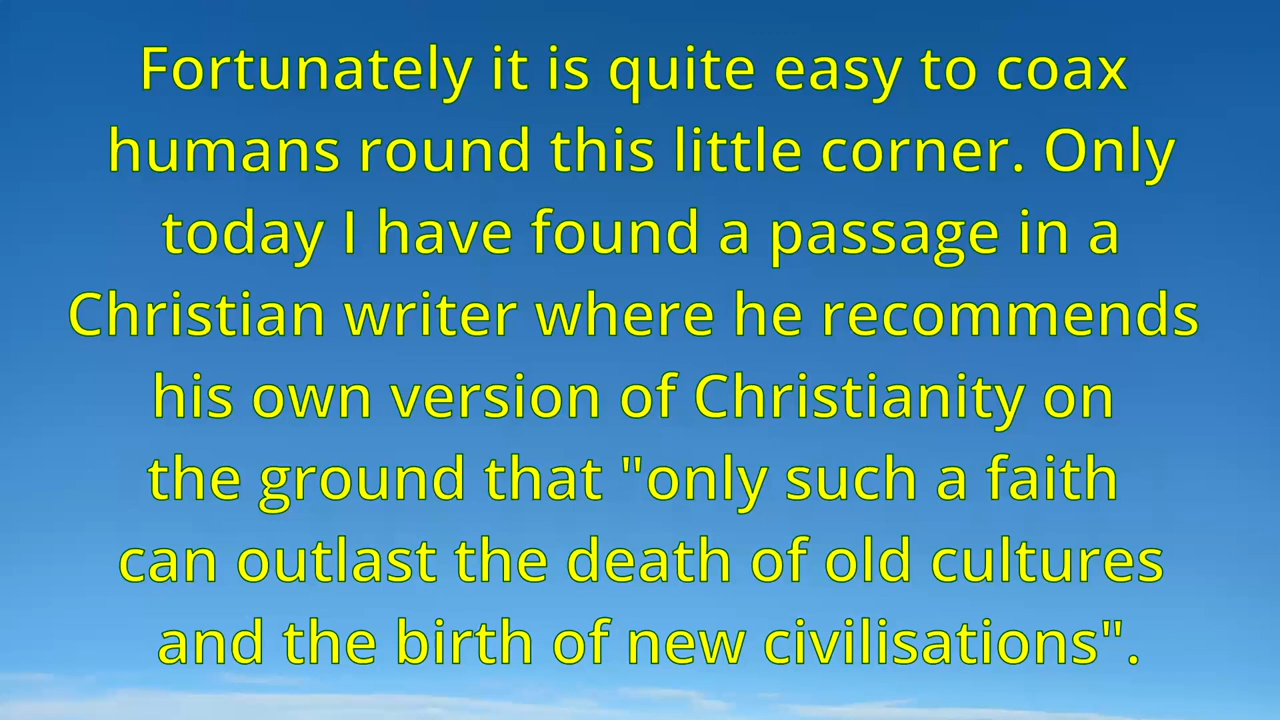 Fortunately it is quite easy to coax
humans round this little corner. Only
today I have found a passage in a
Christian writer where he recommends
his own version of Christianity on
the ground that "only such a faith
can outlast the death of old cultures
and the birth of new civilisations".